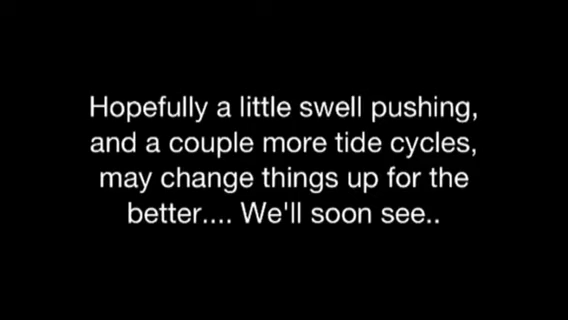 Hopefully a little swell pushing,
and a couple more tide cycles,
may change things up for the
better.... We'll soon see..